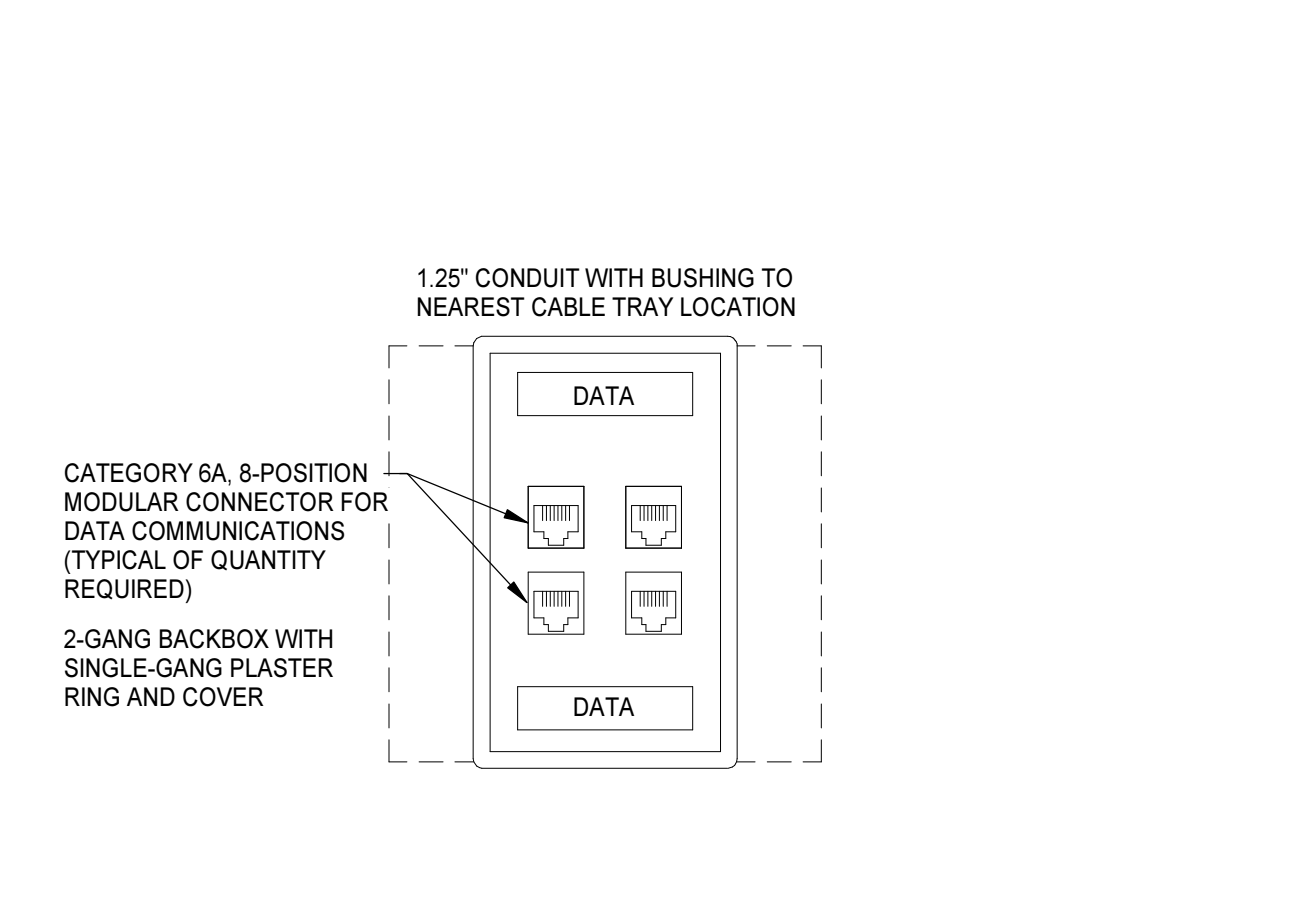 1.25" CONDUIT WITH BUSHING TO
NEAREST CABLE TRAY LOCATION
DATA
CATEGORY 6A, 8-POSITION
MODULAR CONNECTOR FOR
DATA COMMUNICATIONS
(TYPICAL OF QUANTITY
REQUIRED)
2-GANG BACKBOX WITH
SINGLE-GANG PLASTER
RING AND COVER
DATA